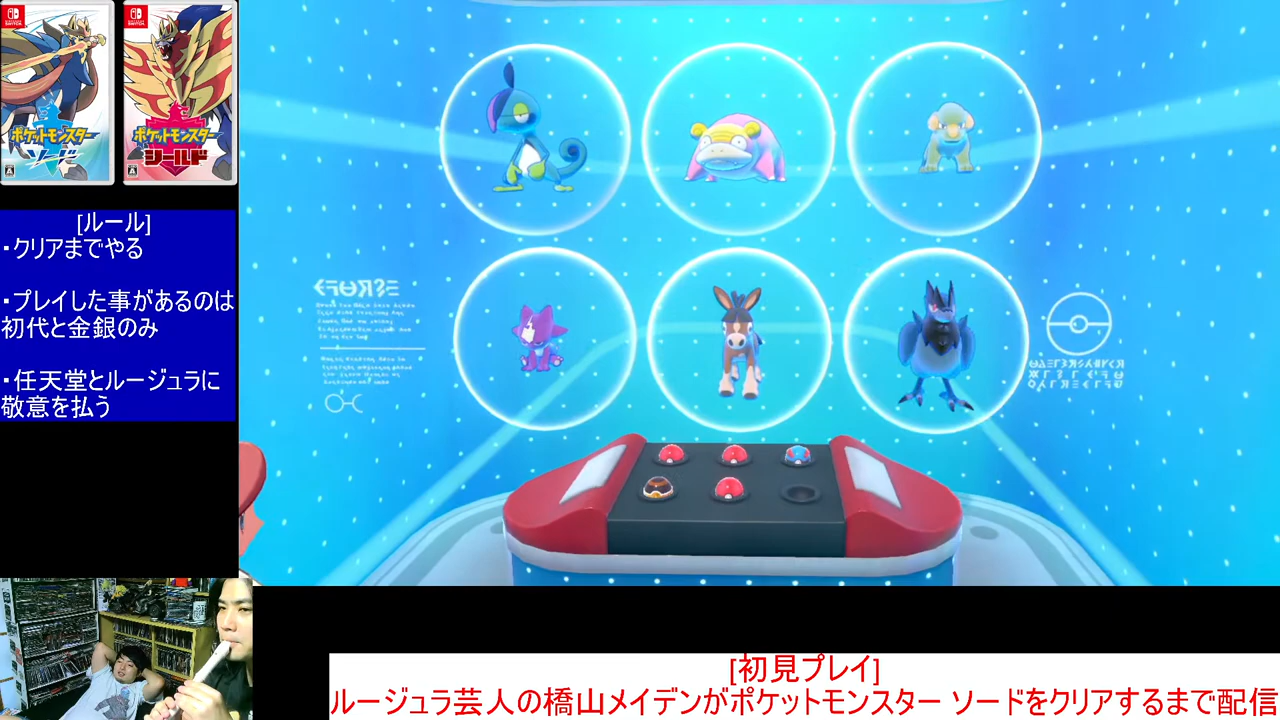 ポケットモンスター
ソード
ポケットモンスター
シールド
[ルール]
・クリアまでやる
・プレイした事があるのは
初代と金銀のみ
・任天堂とルージュラに
敬意を払う
[初見プレイ]
ルージュラ芸人の橋山メイデンがポケットモンスター ソードをクリアするまで配信